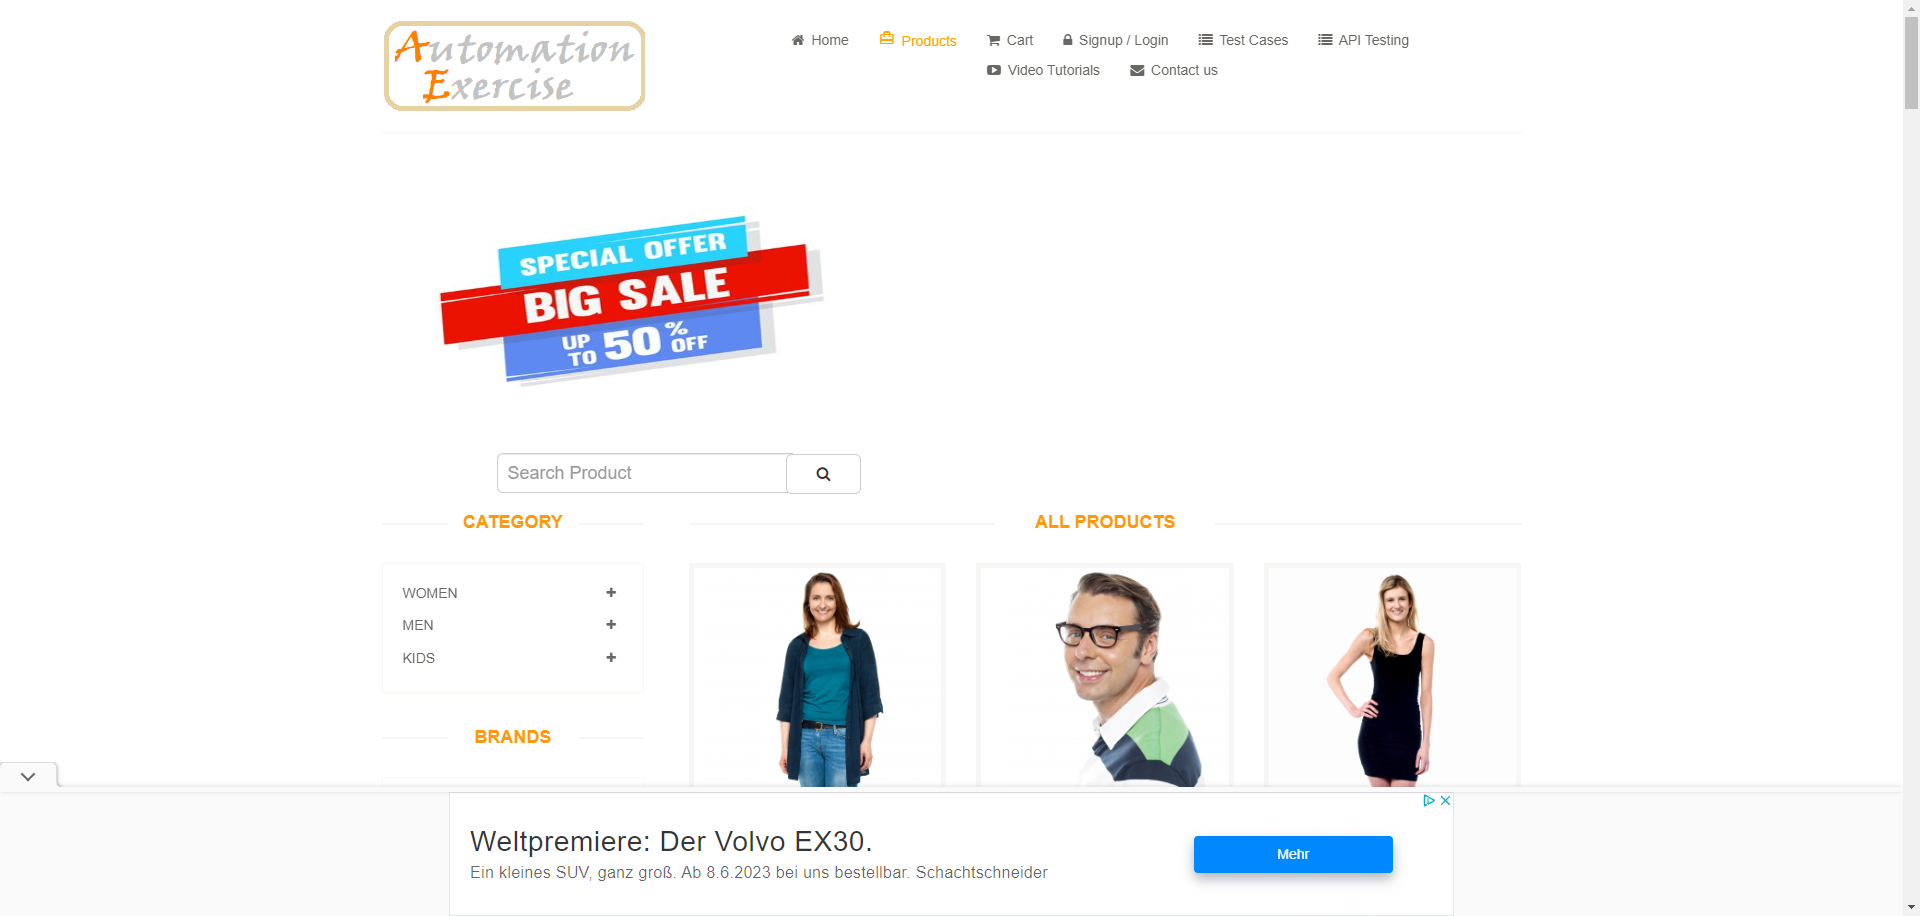 Automation
Exercise
Home
Products
Cart
Signup / Login
Test Cases
API Testing
Video Tutorials
Contact us
SPECIAL OFFER
BIG SALE
UP TO 50% OFF
Search Product
CATEGORY
ALL PRODUCTS
WOMEN
MEN
KIDS
BRANDS
Weltpremiere: Der Volvo EX30.
Ein kleines SUV, ganz groß. Ab 8.6.2023 bei uns bestellbar. Schachtschneider
Mehr